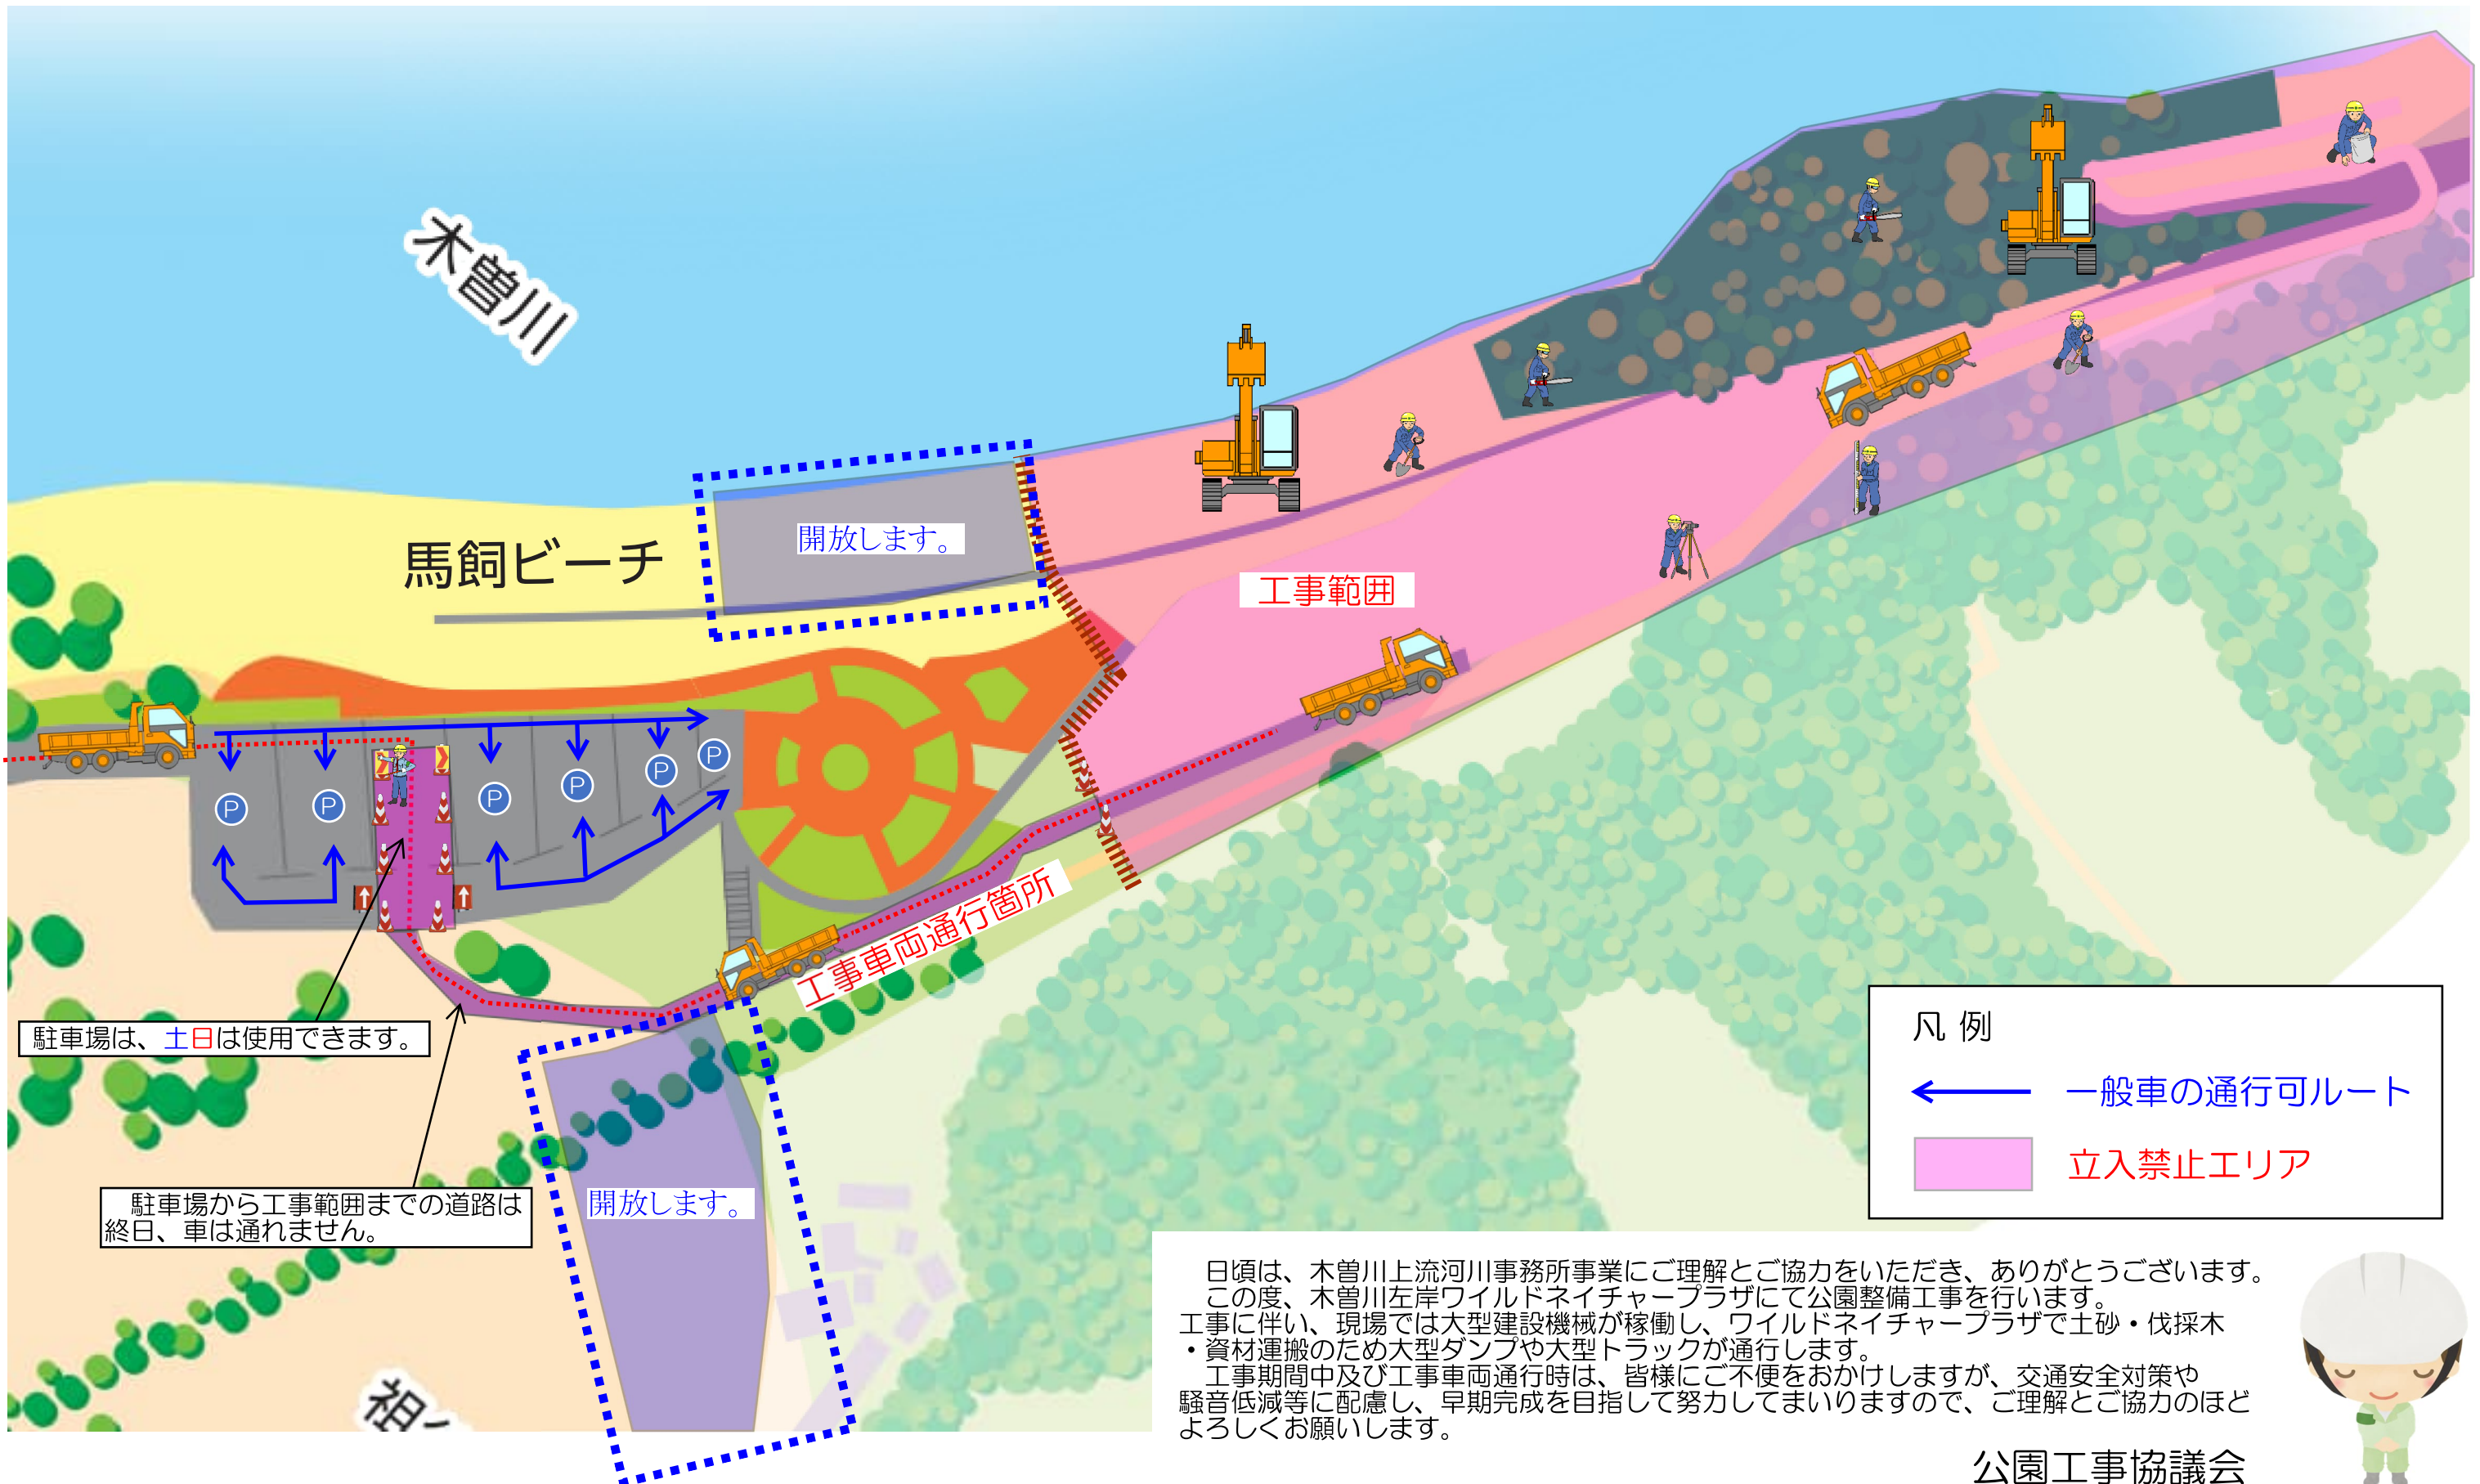 木曽川
馬飼ビーチ
開放します。
工事範囲
P
P
P
P
P
P
工事車両通行箇所
駐車場は、土日は使用できます。
駐車場から工事範囲までの道路は
終日、車は通れません。
開放します。
祖
凡 例
一般車の通行可ルート
立入禁止エリア
日頃は、木曽川上流河川事務所事業にご理解とご協力をいただき、ありがとうございます。
この度、木曽川左岸ワイルドネイチャープラザにて公園整備工事を行います。
工事に伴い、現場では大型建設機械が稼働し、ワイルドネイチャープラザで土砂・伐採木
・資材運搬のため大型ダンプや大型トラックが通行します。
工事期間中及び工事車両通行時は、皆様にご不便をおかけしますが、交通安全対策や
騒音低減等に配慮し、早期完成を目指して努力してまいりますので、ご理解とご協力のほど
よろしくお願いします。
公園工事協議会